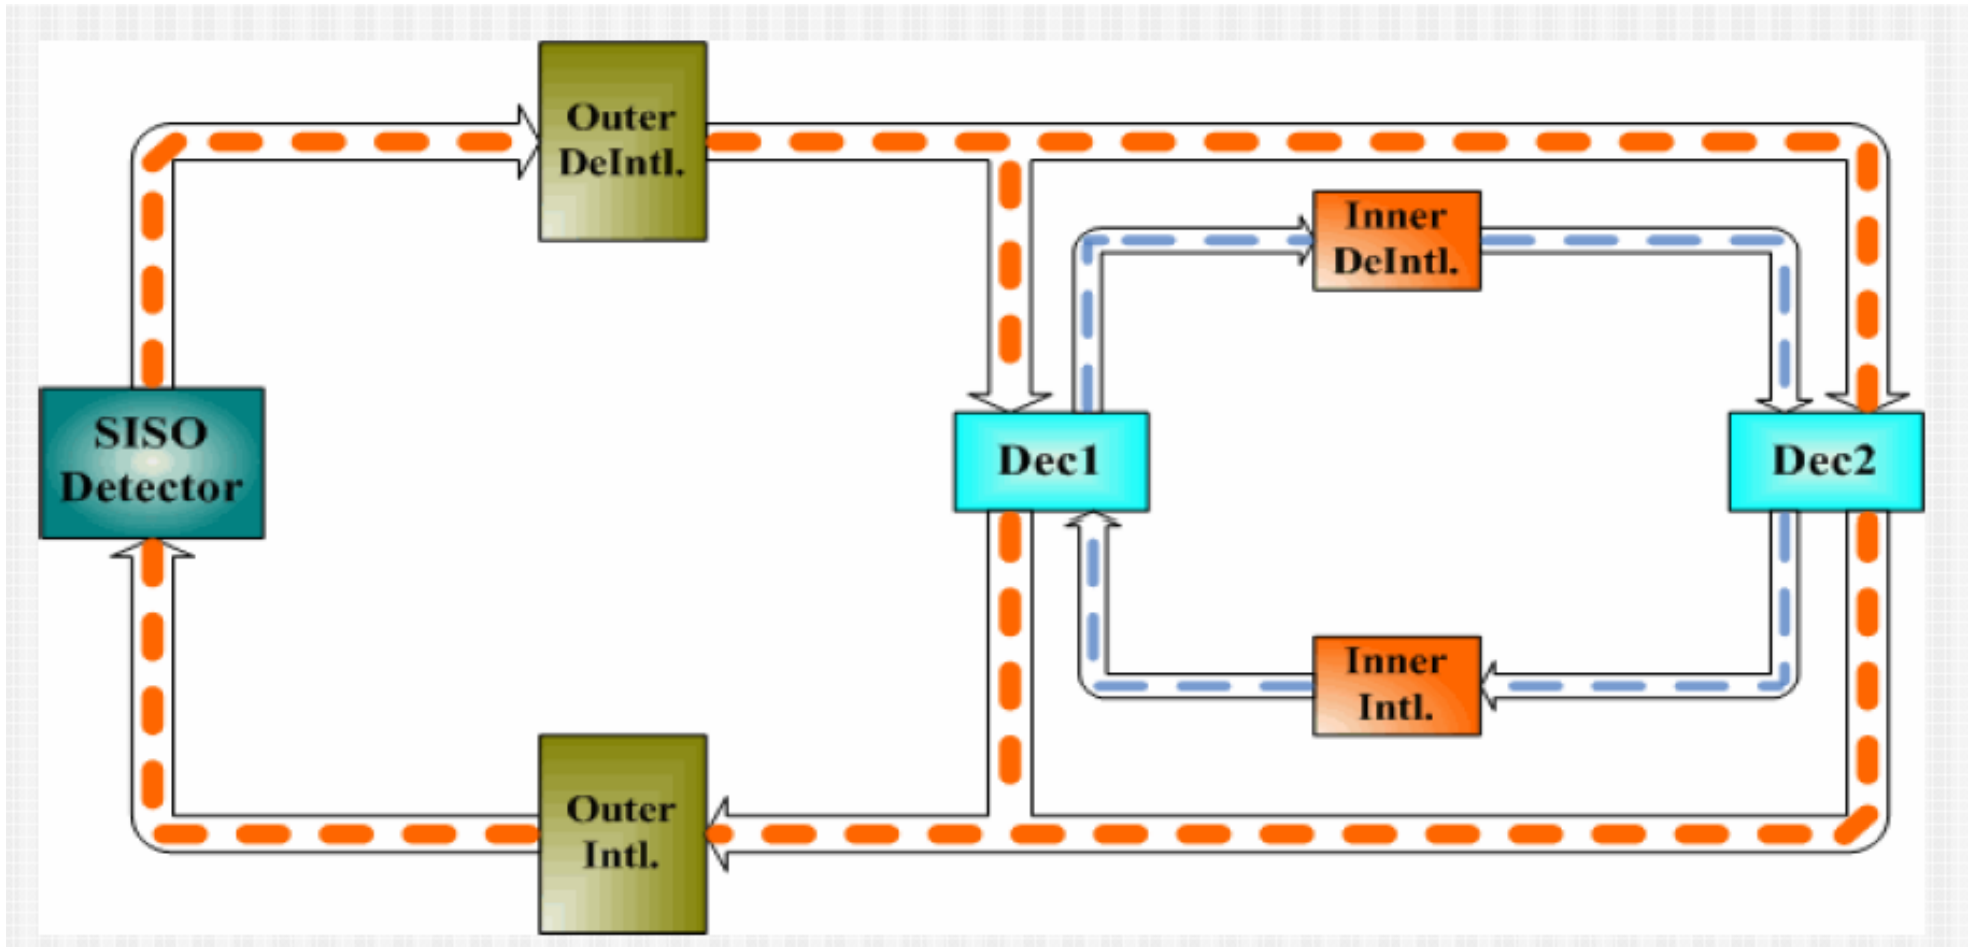 Outer
DeIntl.
Inner
DeIntl.
SISO
Detector
Dec1
Dec2
Inner
Intl.
Outer
Intl.